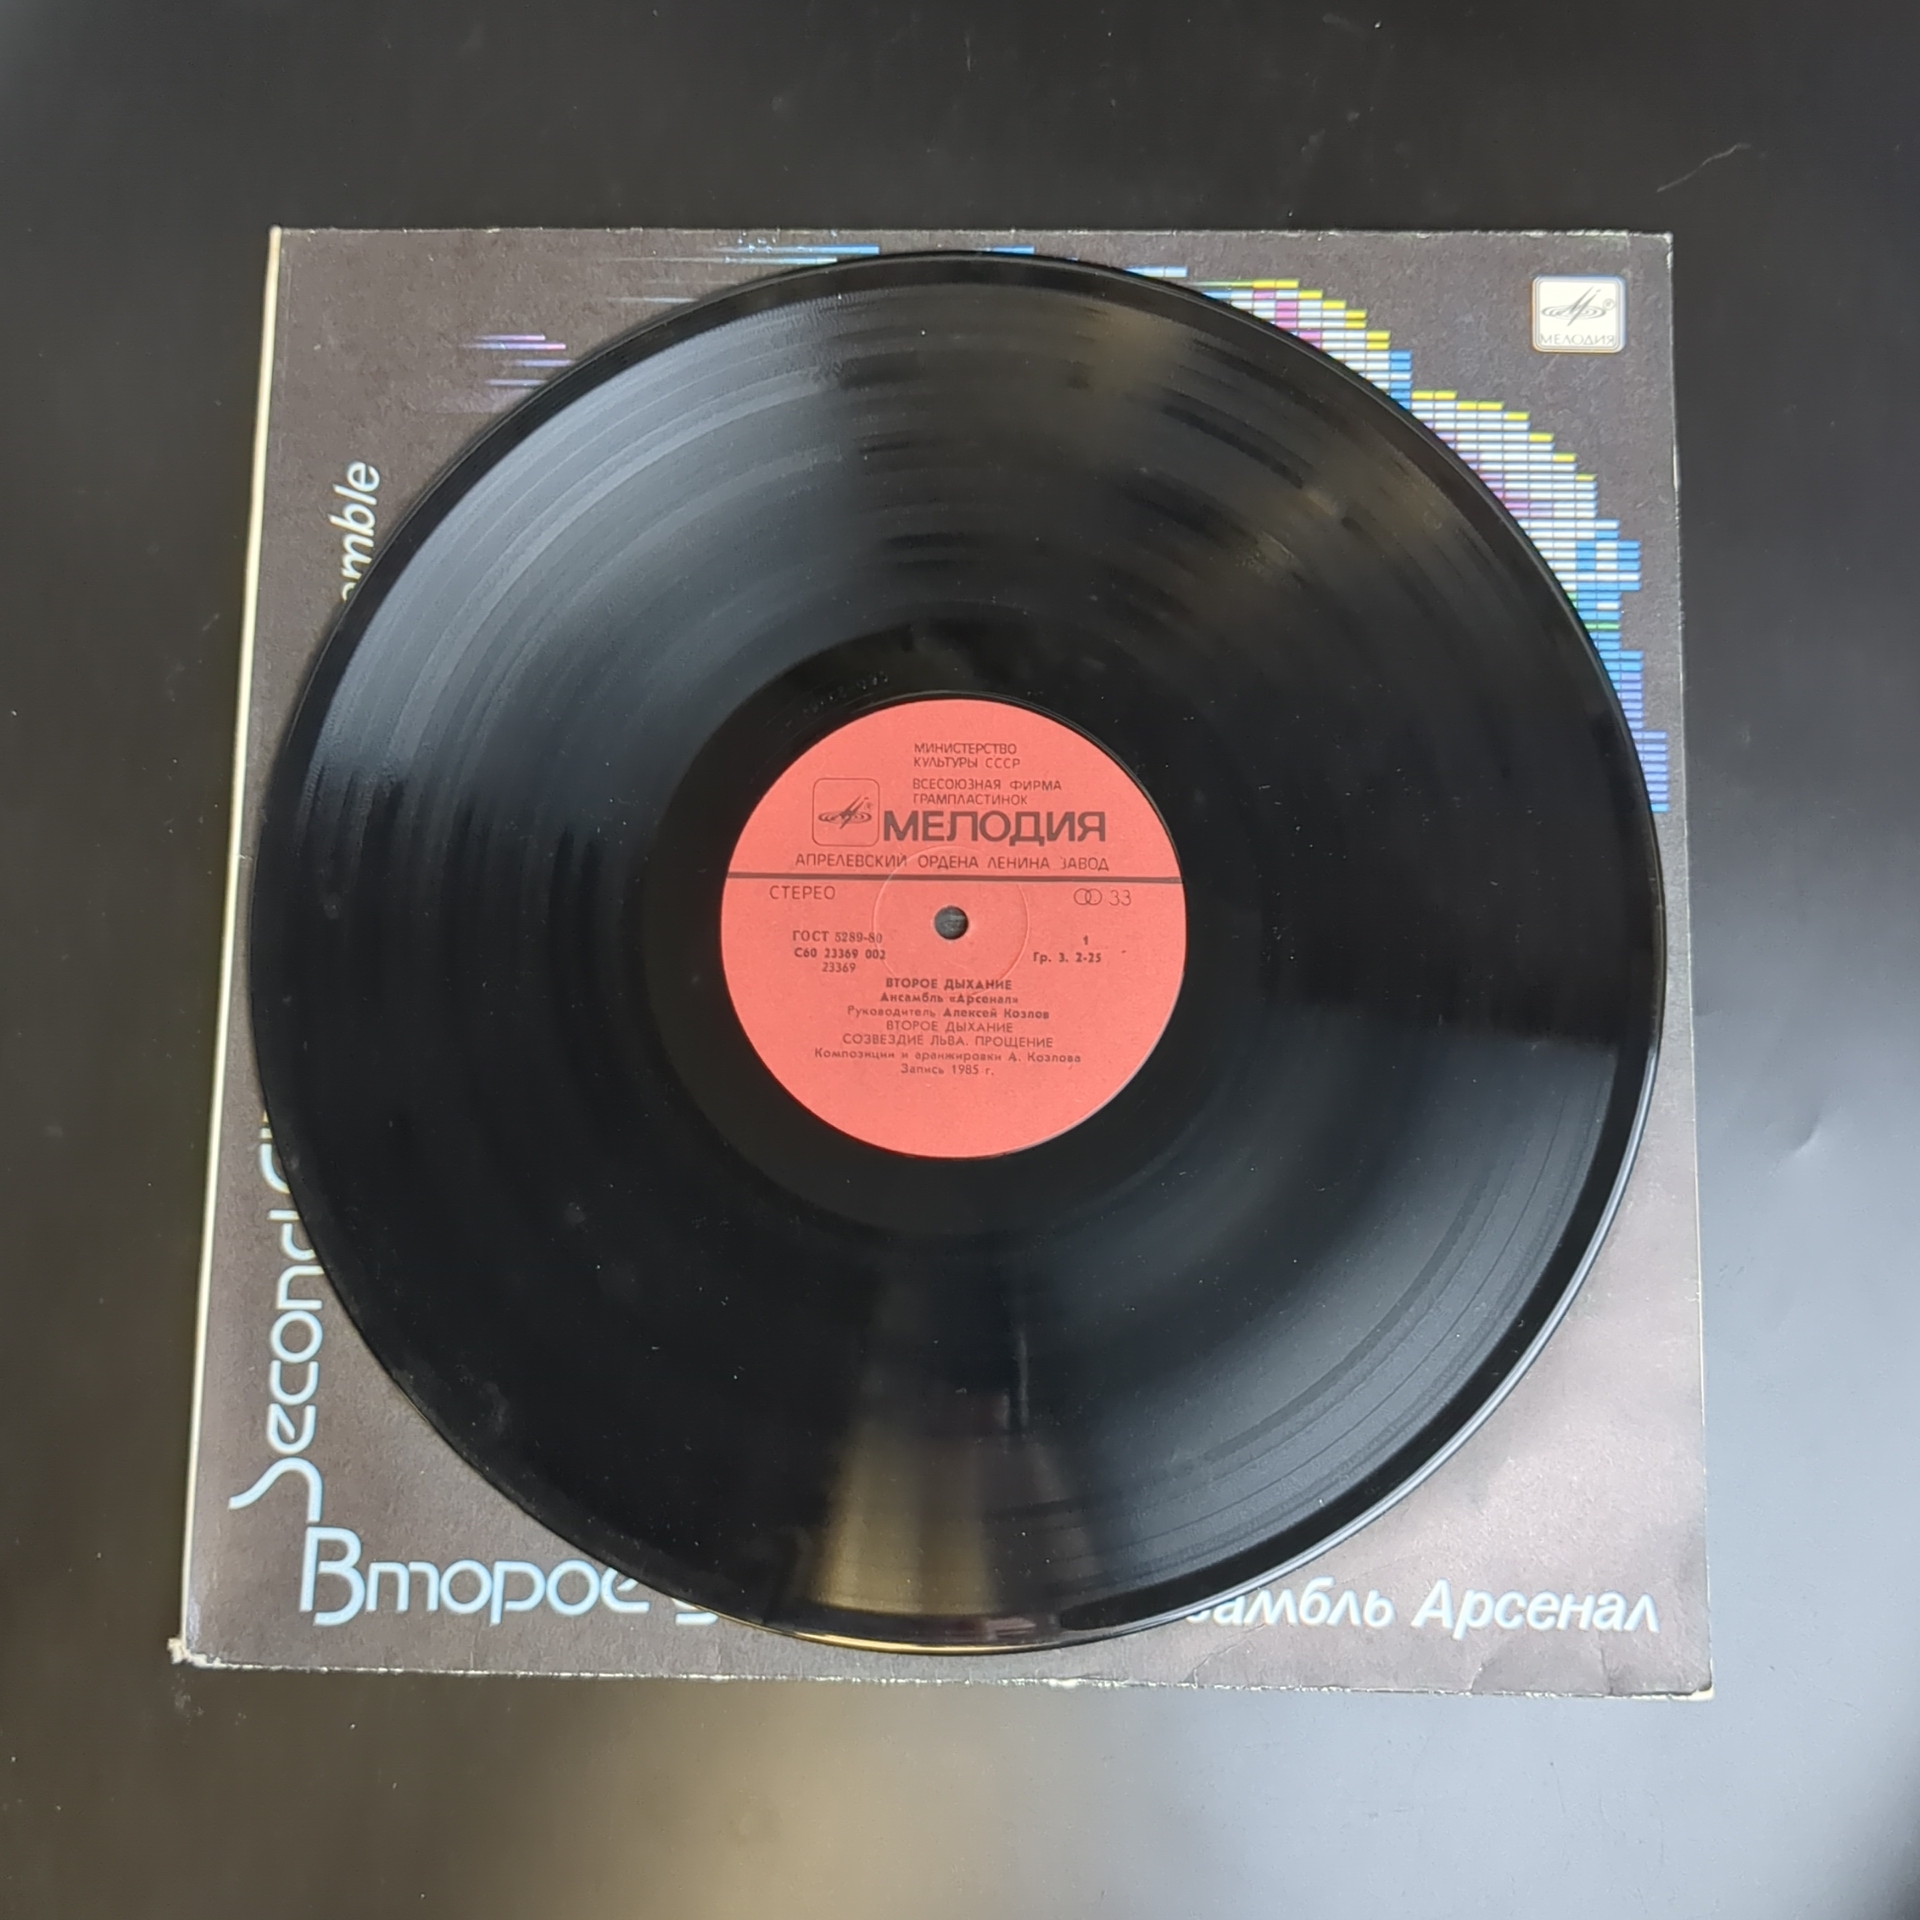 МЕЛОДИЯ
МИНИСТЕРСТВО
КУЛЬТУРЫ СССР
ВСЕСОЮЗНАЯ ФИРМА
ГРАМПЛАСТИНОК
МЕЛОДИЯ
АПРЕЛЕВСКИЙ ОРДЕНА ЛЕНИНА ЗАВОД
СТЕРЕО 33
ГОСТ 5289-80 1
С60 23369 002 Гр. 3. 2-25
23369
ВТОРОЕ ДЫХАНИЕ
Ансамбль «Арсенал»
Руководитель Алексей Козлов
ВТОРОЕ ДЫХАНИЕ
СОЗВЕЗДИЕ ЛЬВА. ПРОЩЕНИЕ
Композиции и аранжировки А. Козлова
Запись 1985 г.
Second
emble
Второе
самбль Арсенал